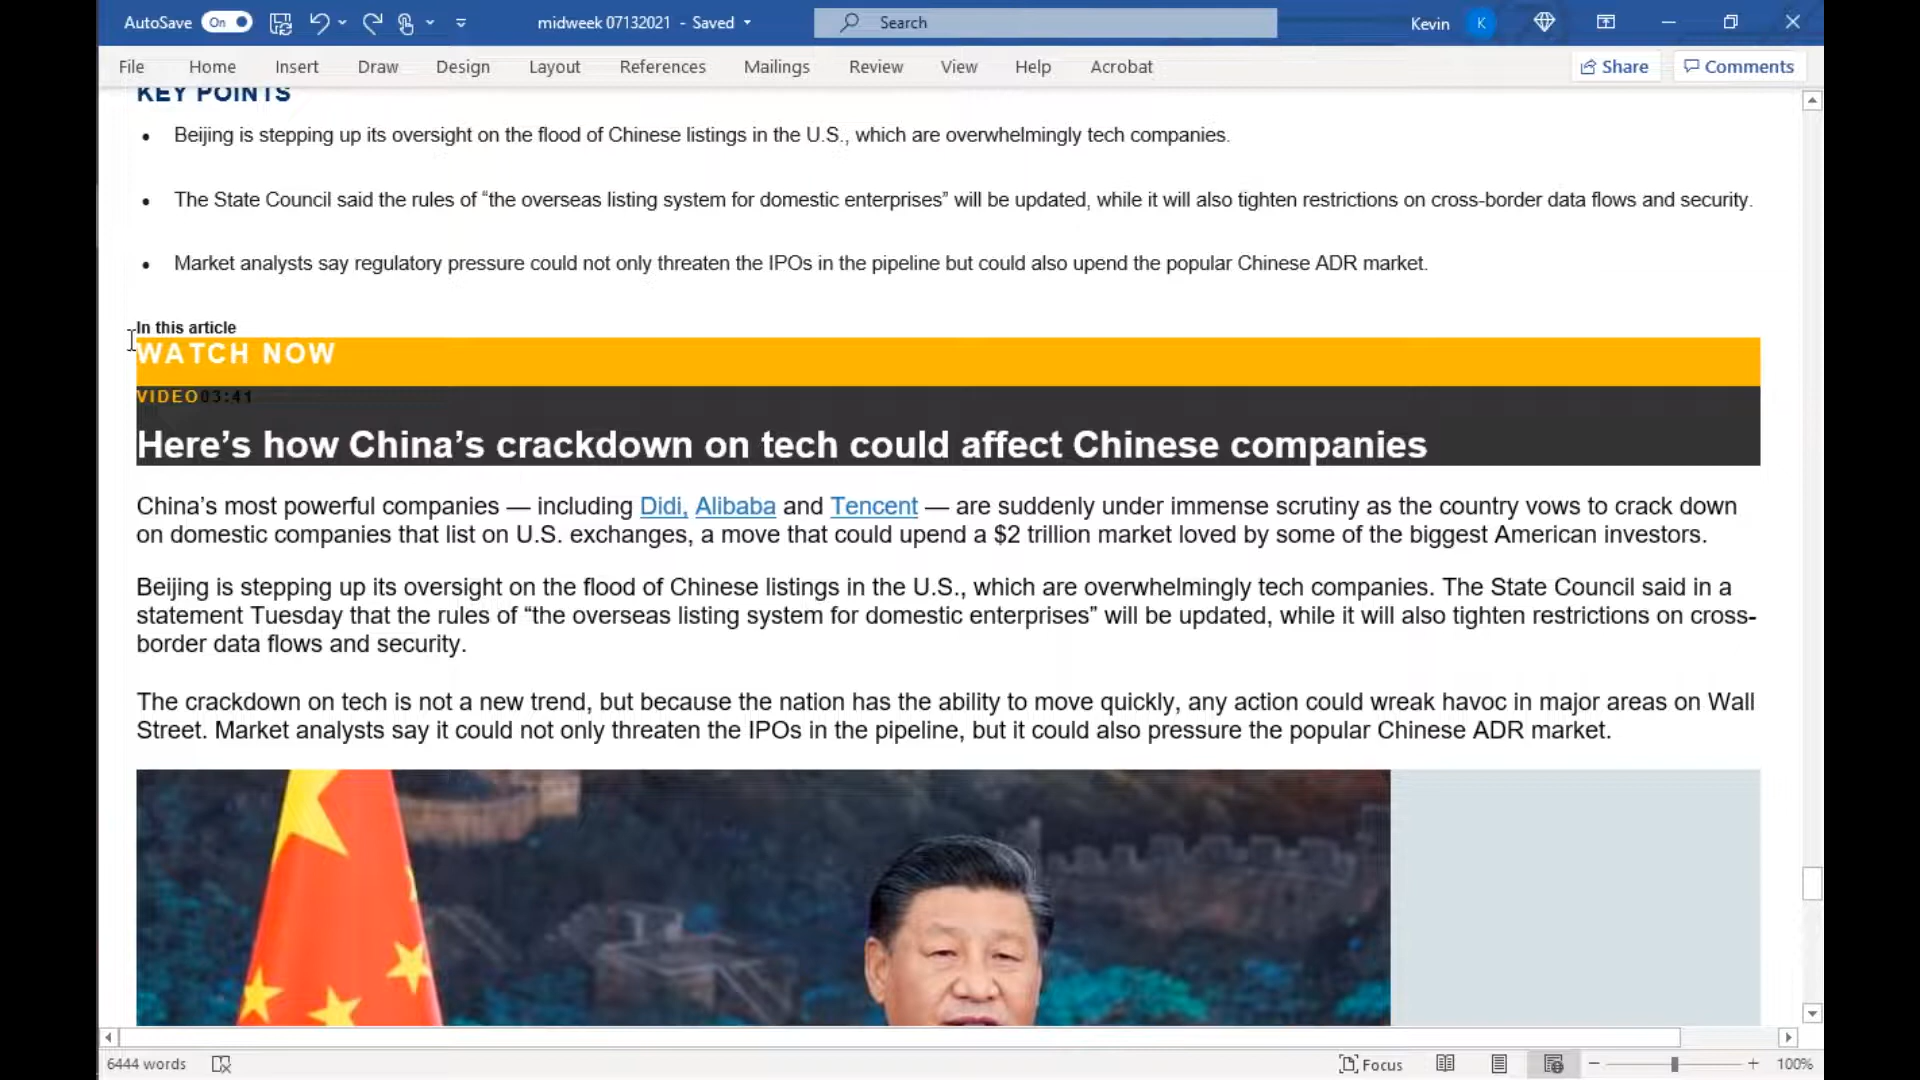 AutoSave On midweek 07132021 - Saved Search Kevin K
File Home Insert Draw Design Layout References Mailings Review View Help Acrobat Share Comments
KEY POINTS
• Beijing is stepping up its oversight on the flood of Chinese listings in the U.S., which are overwhelmingly tech companies.
• The State Council said the rules of “the overseas listing system for domestic enterprises” will be updated, while it will also tighten restrictions on cross-border data flows and security.
• Market analysts say regulatory pressure could not only threaten the IPOs in the pipeline but could also upend the popular Chinese ADR market.
In this article
WATCH NOW
VIDEO03:41
Here’s how China’s crackdown on tech could affect Chinese companies
China’s most powerful companies — including Didi, Alibaba and Tencent — are suddenly under immense scrutiny as the country vows to crack down
on domestic companies that list on U.S. exchanges, a move that could upend a $2 trillion market loved by some of the biggest American investors.
Beijing is stepping up its oversight on the flood of Chinese listings in the U.S., which are overwhelmingly tech companies. The State Council said in a
statement Tuesday that the rules of “the overseas listing system for domestic enterprises” will be updated, while it will also tighten restrictions on cross-
border data flows and security.
The crackdown on tech is not a new trend, but because the nation has the ability to move quickly, any action could wreak havoc in major areas on Wall
Street. Market analysts say it could not only threaten the IPOs in the pipeline, but it could also pressure the popular Chinese ADR market.
6444 words Focus 100%